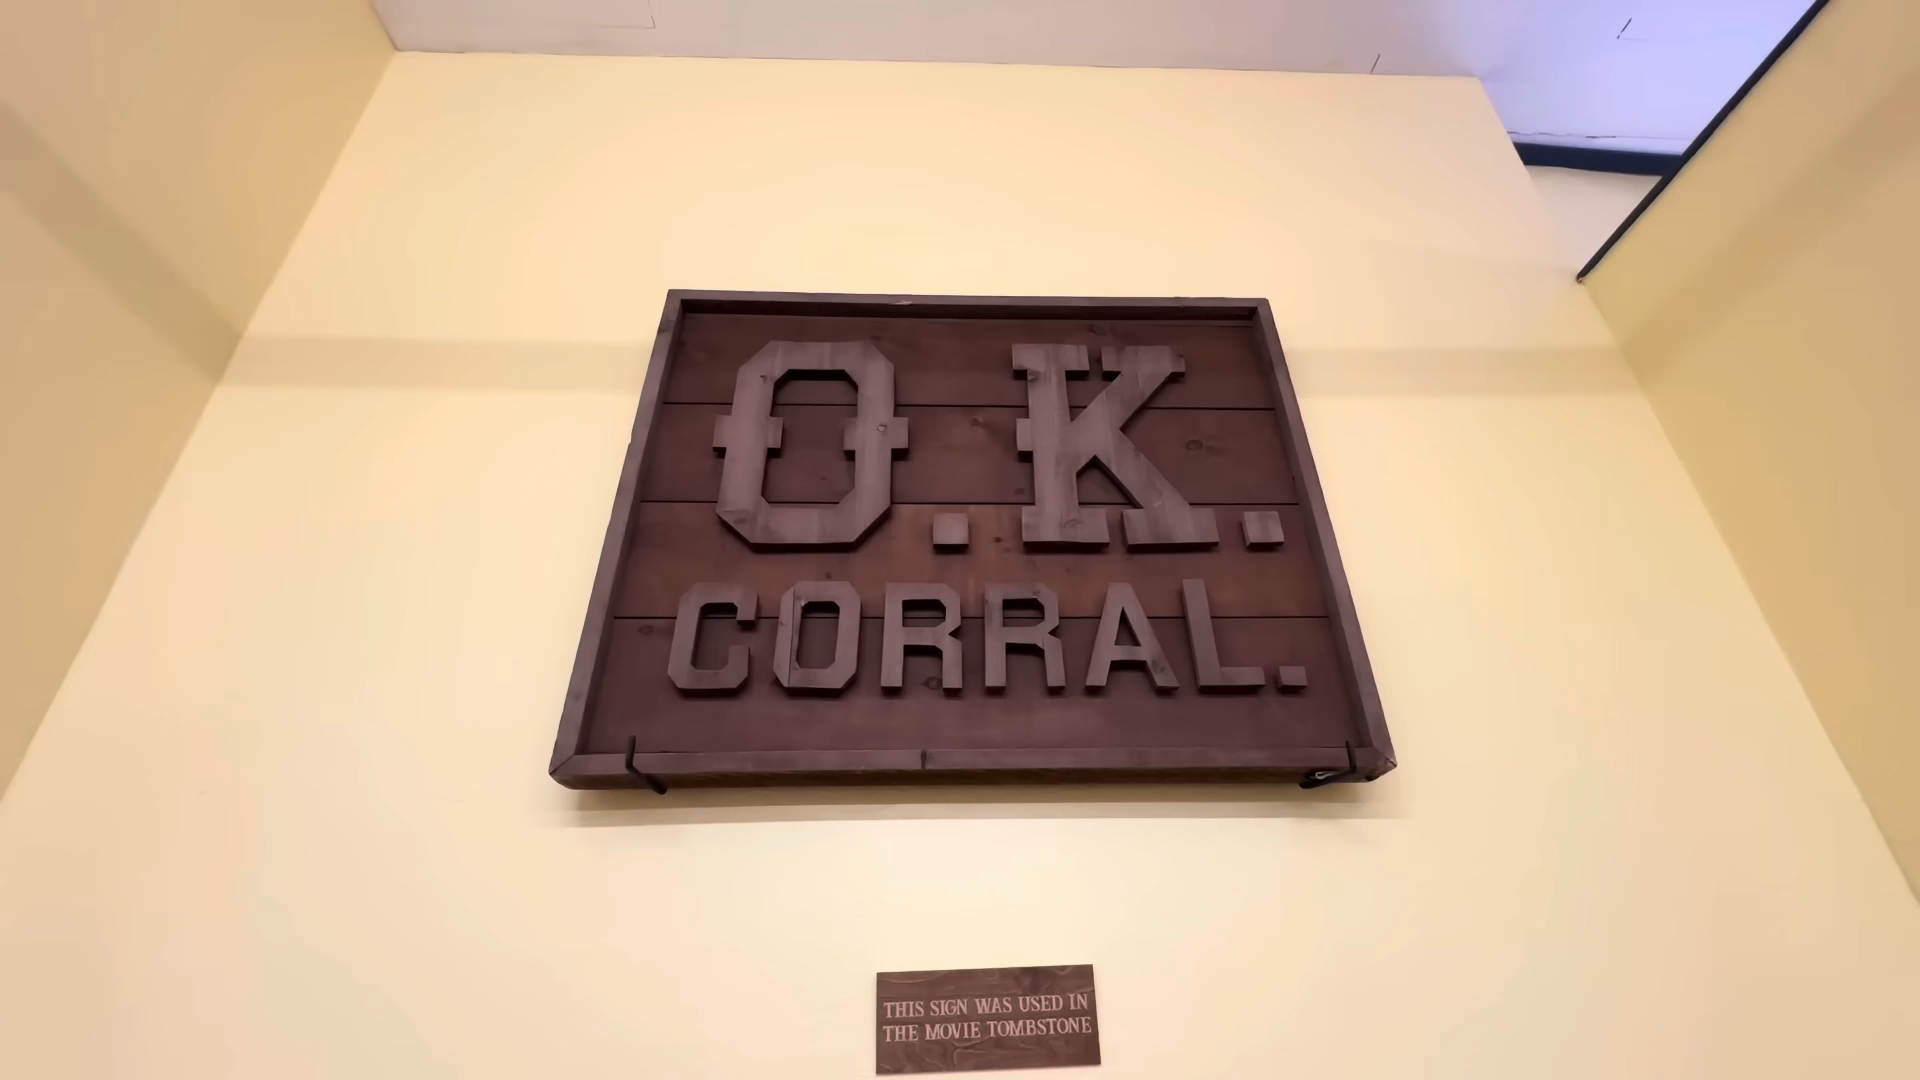 O.K.
CORRAL.
THIS SIGN WAS USED IN
THE MOVIE TOMBSTONE